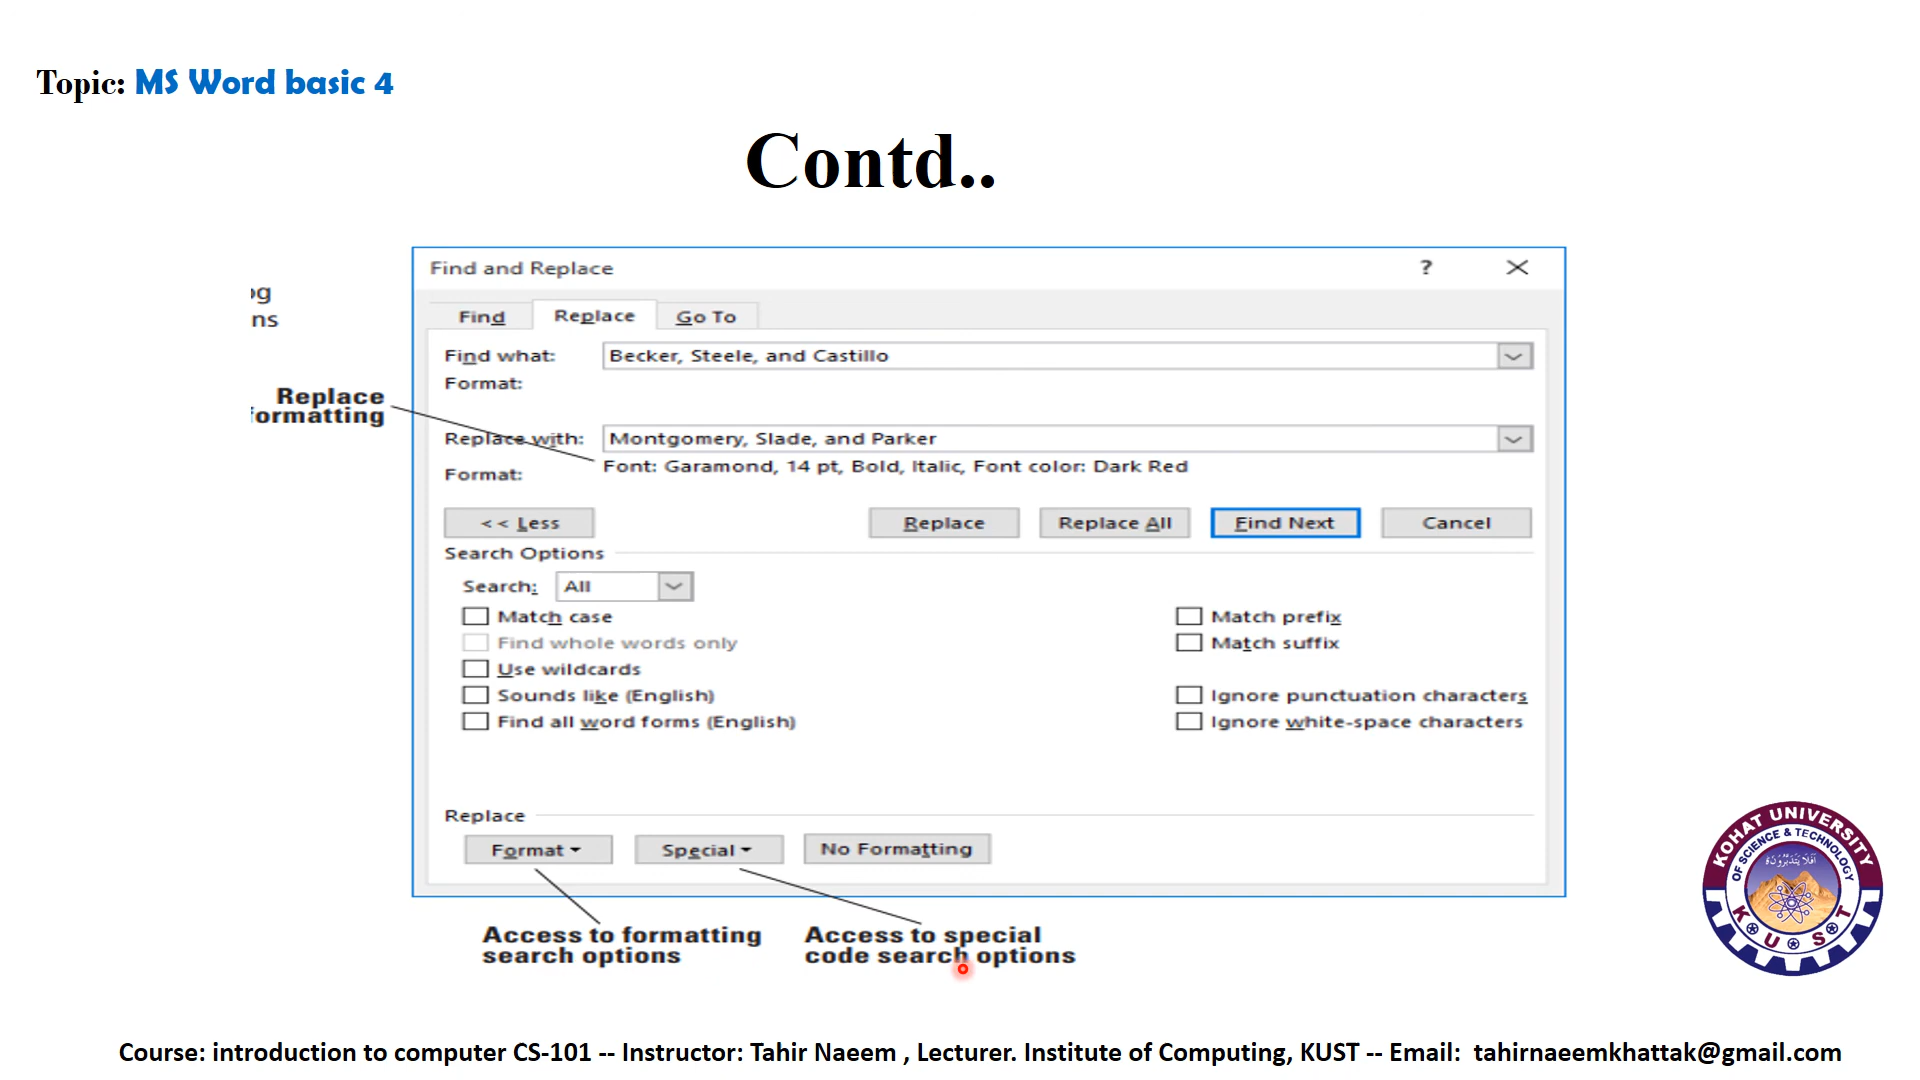 Topic: MS Word basic 4
Contd..
Find and Replace
?
og
ns
Find
Replace
Go To
Find what:
Becker, Steele, and Castillo
Format:
Replace
formatting
Replace with:
Montgomery, Slade, and Parker
Font: Garamond, 14 pt, Bold, Italic, Font color: Dark Red
Format:
<< Less
Replace
Replace All
Find Next
Cancel
Search Options
Search:
All
Match case
Match prefix
Find whole words only
Match suffix
Use wildcards
Sounds like (English)
Ignore punctuation characters
Find all word forms (English)
Ignore white-space characters
Replace
Format
Special
No Formatting
Access to formatting
search options
Access to special
code search options
KOHAT UNIVERSITY
OF SCIENCE & TECHNOLOGY
أفلا يتدبرون
K U S T
Course: introduction to computer CS-101 -- Instructor: Tahir Naeem , Lecturer. Institute of Computing, KUST -- Email:  tahirnaeemkhattak@gmail.com